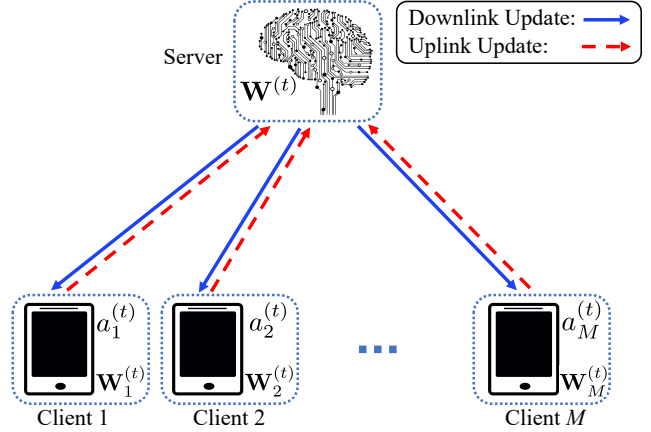 Downlink Update:
Uplink Update:
Server
𝐖^{(t)}
a_1^{(t)}
𝐖_1^{(t)}
Client 1
a_2^{(t)}
𝐖_2^{(t)}
Client 2
a_M^{(t)}
𝐖_M^{(t)}
Client M